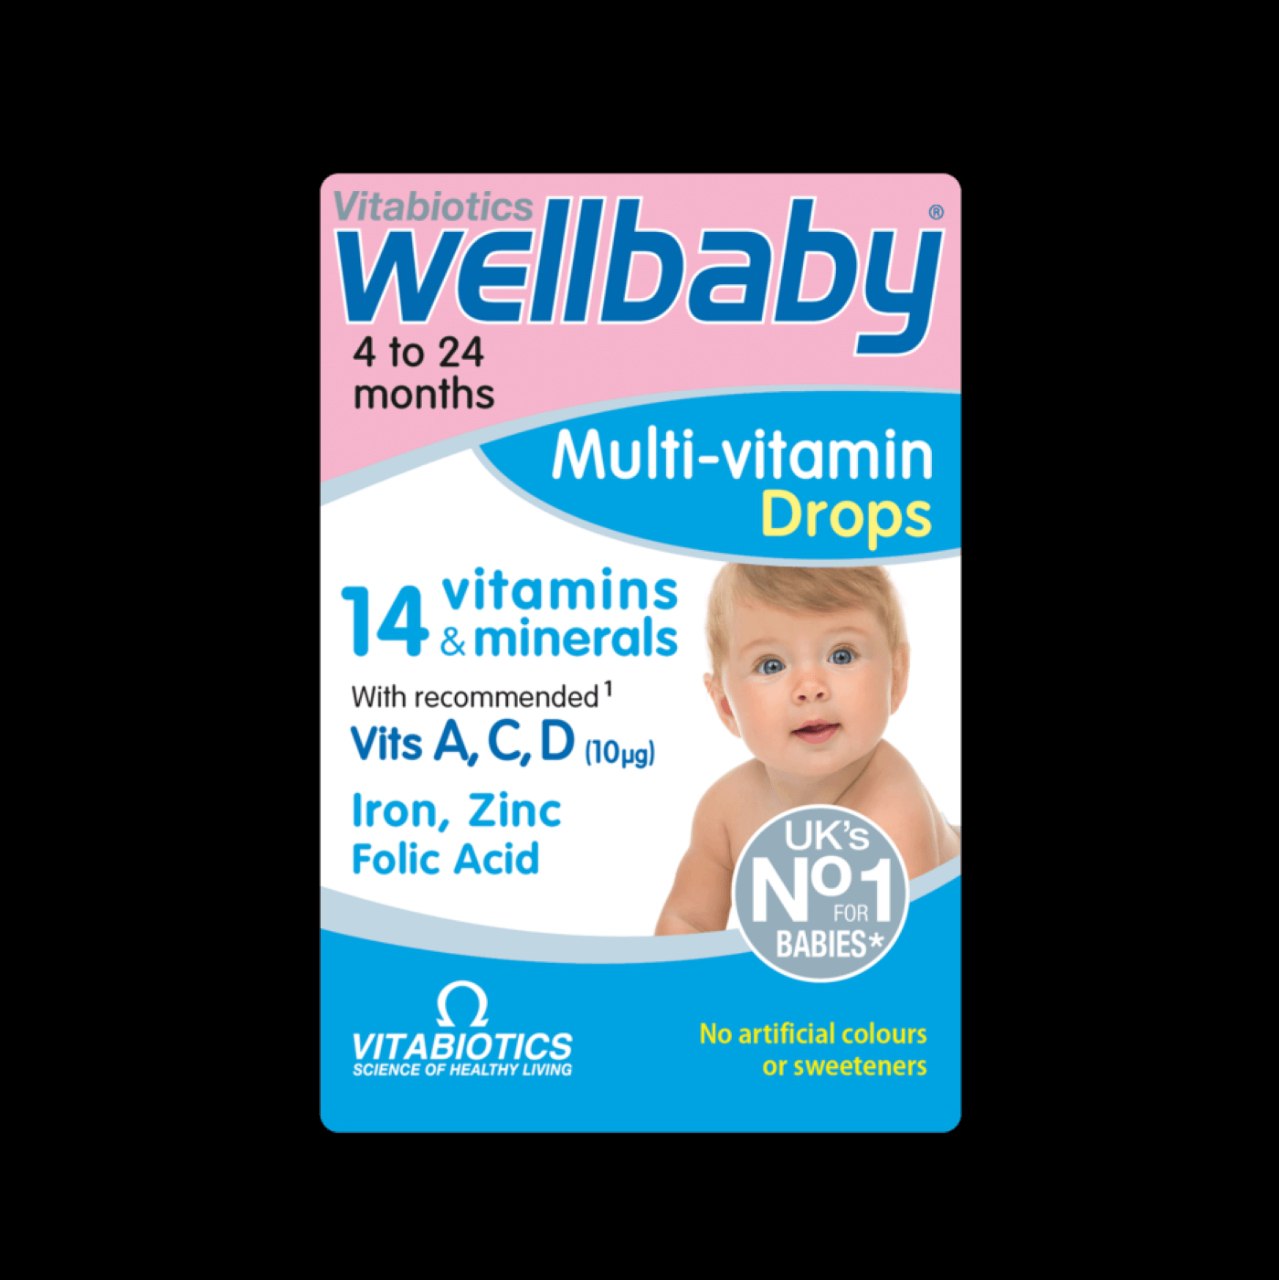 Vitabiotics
wellbaby®
4 to 24
months
Multi-vitamin
Drops
14 vitamins
& minerals
With recommended¹
Vits A, C, D (10µg)
Iron, Zinc
Folic Acid
UK's
Nº1
FOR
BABIES*
Ω
VITABIOTICS
SCIENCE OF HEALTHY LIVING
No artificial colours
or sweeteners